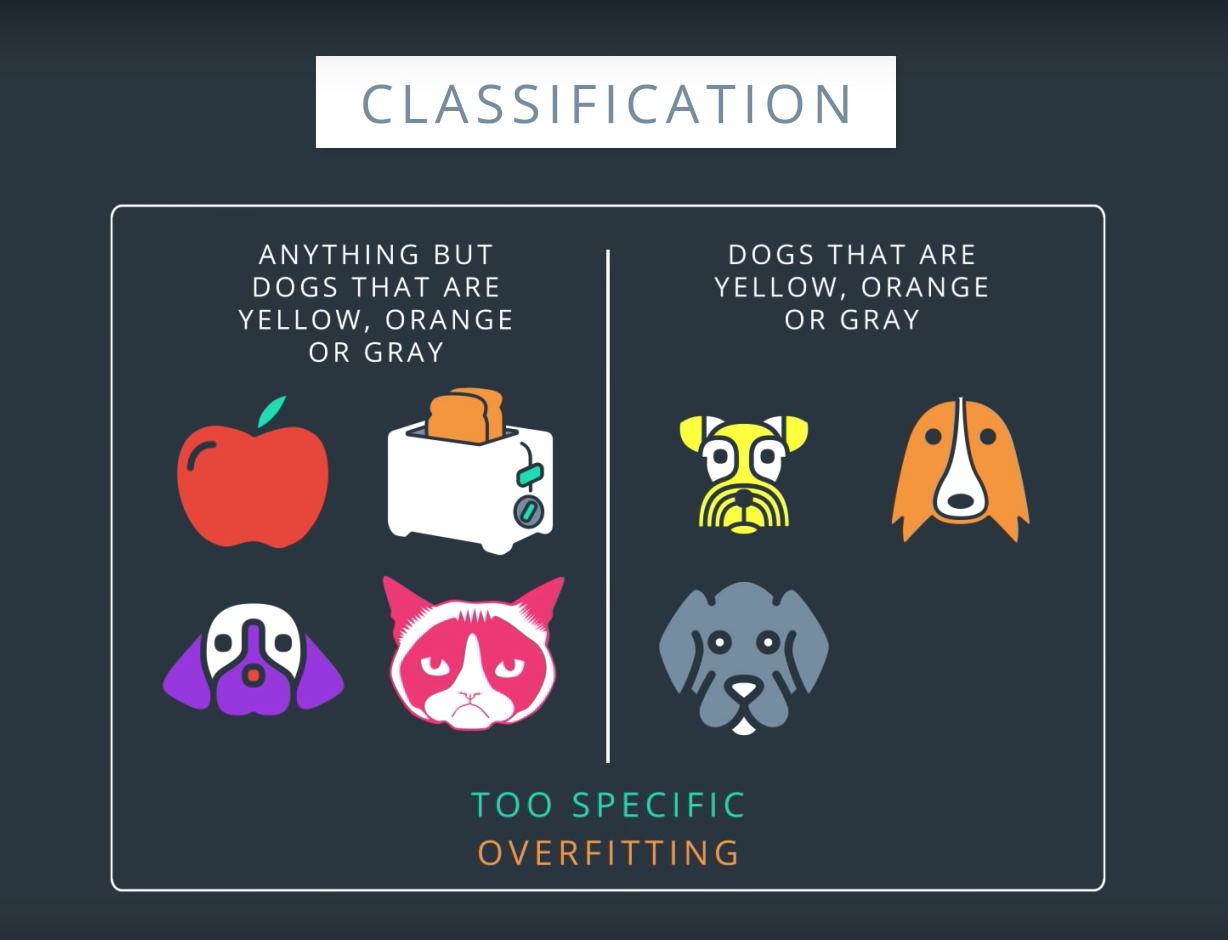 CLASSIFICATION
ANYTHING BUT
DOGS THAT ARE
YELLOW, ORANGE
OR GRAY
DOGS THAT ARE
YELLOW, ORANGE
OR GRAY
TOO SPECIFIC
OVERFITTING